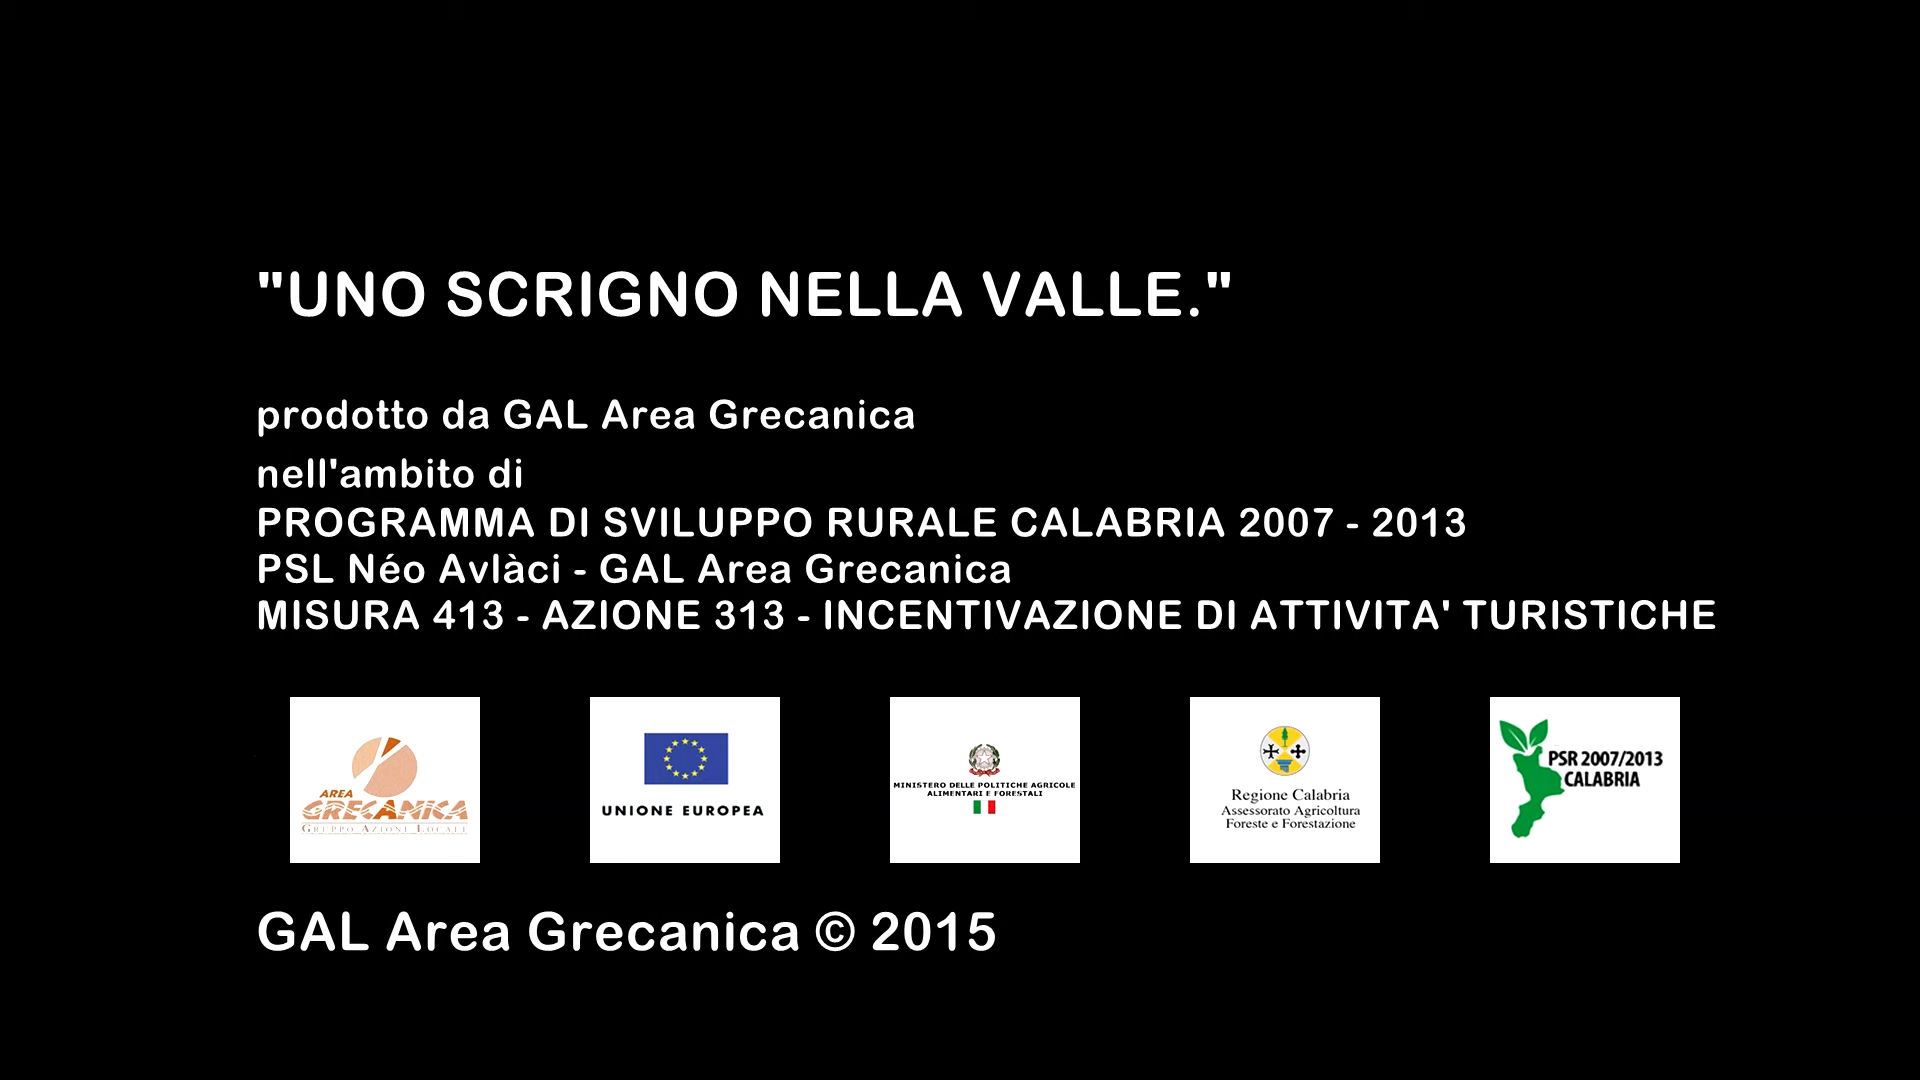 "UNO SCRIGNO NELLA VALLE."
prodotto da GAL Area Grecanica
nell'ambito di
PROGRAMMA DI SVILUPPO RURALE CALABRIA 2007 - 2013
PSL Néo Avlàci - GAL Area Grecanica
MISURA 413 - AZIONE 313 - INCENTIVAZIONE DI ATTIVITA' TURISTICHE
AREA
GRECANICA
GRUPPO AZIONE LOCALE
UNIONE EUROPEA
MINISTERO DELLE POLITICHE AGRICOLE
ALIMENTARI E FORESTALI
Regione Calabria
Assessorato Agricoltura
Foreste e Forestazione
PSR 2007/2013
CALABRIA
GAL Area Grecanica © 2015